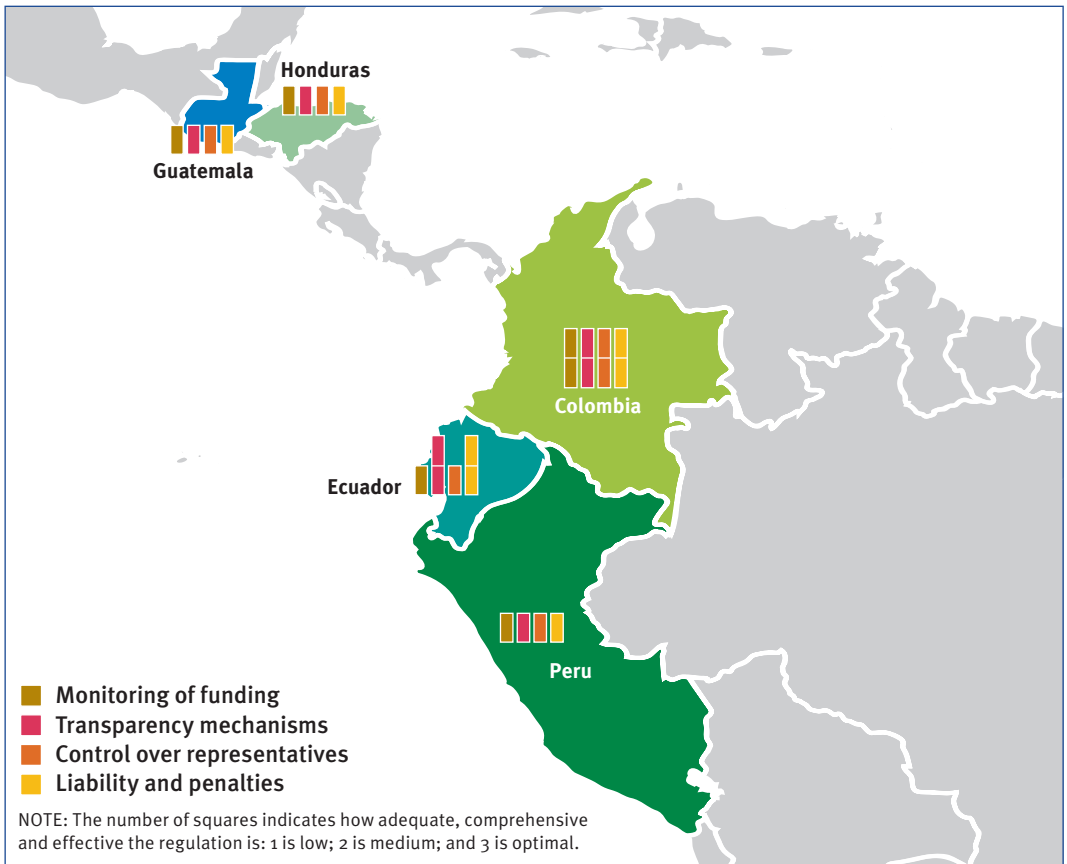 Honduras
Guatemala
Colombia
Ecuador
Peru
Monitoring of funding
Transparency mechanisms
Control over representatives
Liability and penalties
NOTE: The number of squares indicates how adequate, comprehensive
and effective the regulation is: 1 is low; 2 is medium; and 3 is optimal.